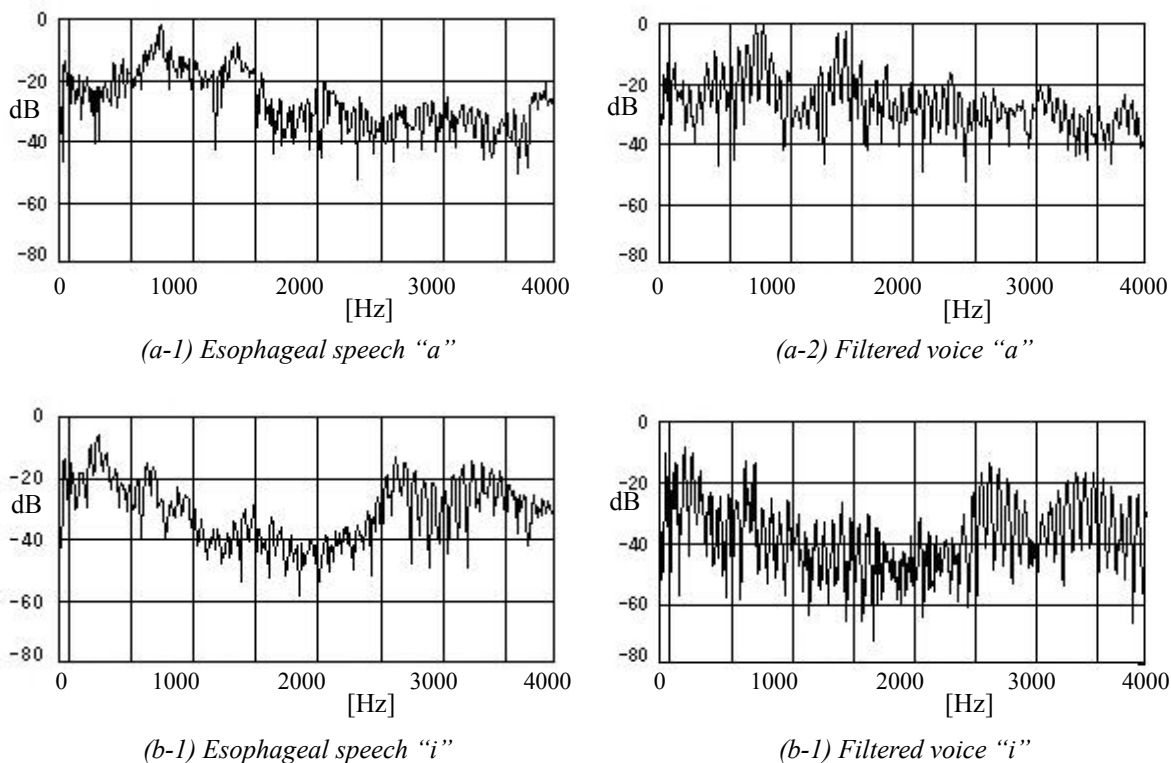 0
−20
dB
−40
−60
−80
0 1000 2000 3000 4000
[Hz]
(a-1) Esophageal speech “a”
0
−20
dB
−40
−60
−80
0 1000 2000 3000 4000
[Hz]
(a-2) Filtered voice “a”
0
−20
dB
−40
−60
−80
0 1000 2000 3000 4000
[Hz]
(b-1) Esophageal speech “i”
0
−20
dB
−40
−60
−80
0 1000 2000 3000 4000
[Hz]
(b-1) Filtered voice “i”